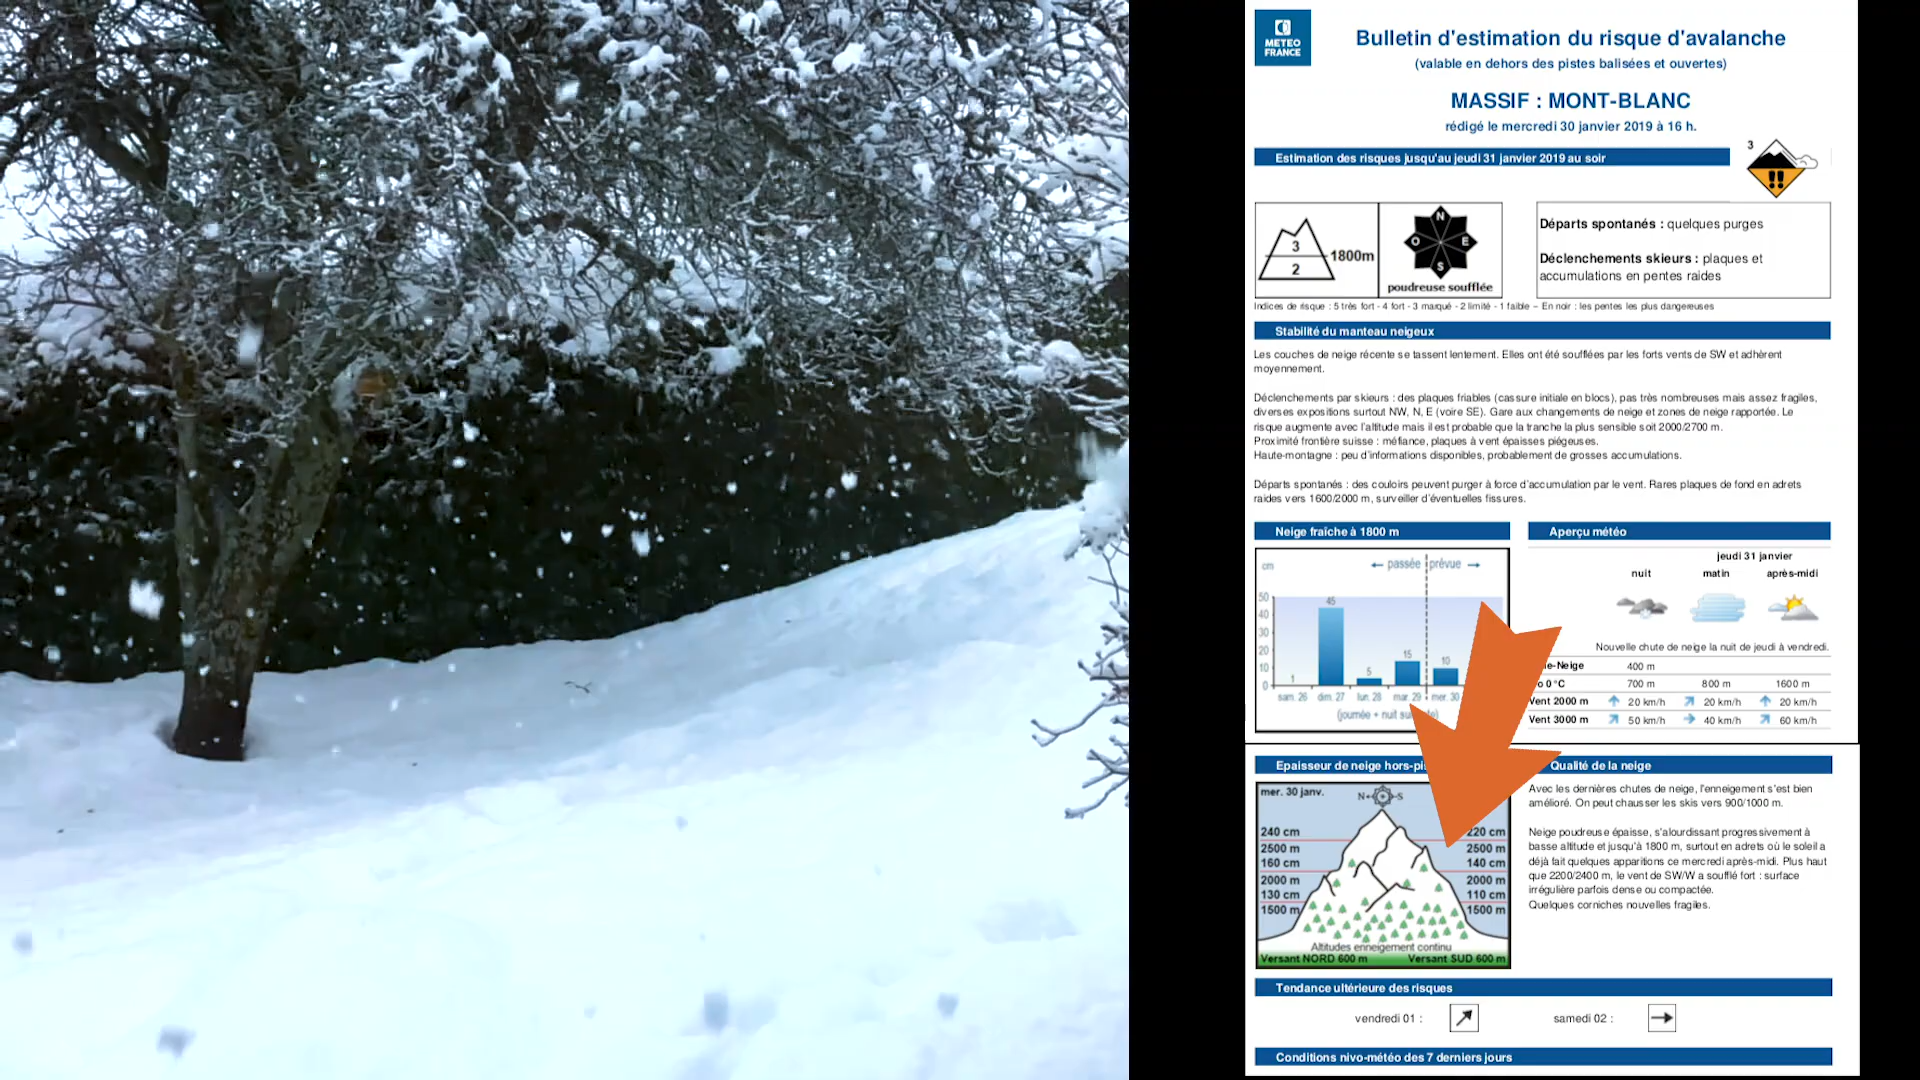 METEO
FRANCE
Bulletin d'estimation du risque d'avalanche
(valable en dehors des pistes balisées et ouvertes)
MASSIF : MONT-BLANC
rédigé le mercredi 30 janvier 2019 à 16 h.
Estimation des risques jusqu'au jeudi 31 janvier 2019 au soir
3
!!
3
2
1800m
N
O E
S
poudreuse soufflée
Départs spontanés : quelques purges
Déclenchements skieurs : plaques et
accumulations en pentes raides
Indices de risque : 5 très fort - 4 fort - 3 marqué - 2 limité - 1 faible – En noir : les pentes les plus dangereuses
Stabilité du manteau neigeux
Les couches de neige récente se tassent lentement. Elles ont été soufflées par les forts vents de SW et adhèrent
moyennement.
Déclenchements par skieurs : des plaques friables (cassure initiale en blocs), pas très nombreuses mais assez fragiles,
diverses expositions surtout NW, N, E (voire SE). Gare aux changements de neige et zones de neige rapportée. Le
risque augmente avec l'altitude mais il est probable que la tranche la plus sensible soit 2000/2700 m.
Proximité frontière suisse : méfiance, plaques à vent épaisses piégeuses.
Haute-montagne : peu d'informations disponibles, probablement de grosses accumulations.
Départs spontanés : des couloirs peuvent purger à force d'accumulation par le vent. Rares plaques de fond en adrets
raides vers 1600/2000 m, surveiller d'éventuelles fissures.
Neige fraîche à 1800 m
cm
← passée prévue →
50
40
30
20
10
0
1
45
5
15
10
sam. 26 dim. 27 lun. 28 mar. 29 mer. 30
(journée + nuit
Aperçu météo
jeudi 31 janvier
nuit matin après-midi
Nouvelle chute de neige la nuit de jeudi à vendredi.
-Neige 400 m
0°C 700 m 800 m 1600 m
Vent 2000 m 20 km/h 20 km/h 20 km/h
Vent 3000 m 50 km/h 40 km/h 60 km/h
Epaisseur de neige hors-
mer. 30 janv.
N S
240 cm 220 cm
2500 m 2500 m
160 cm 140 cm
2000 m 2000 m
130 cm 110 cm
1500 m 1500 m
Altitudes enneigement continu
Versant NORD 600 m Versant SUD 600 m
Qualité de la neige
Avec les dernières chutes de neige, l'enneigement s'est bien
amélioré. On peut chausser les skis vers 900/1000 m.
Neige poudreuse épaisse, s'alourdissant progressivement à
basse altitude et jusqu'à 1800 m, surtout en adrets où le soleil a
déjà fait quelques apparitions ce mercredi après-midi. Plus haut
que 2200/2400 m, le vent de SW/W a soufflé fort : surface
irrégulière parfois dense ou compactée.
Quelques corniches nouvelles fragiles.
Tendance ultérieure des risques
vendredi 01 : samedi 02 :
Conditions nivo-météo des 7 derniers jours